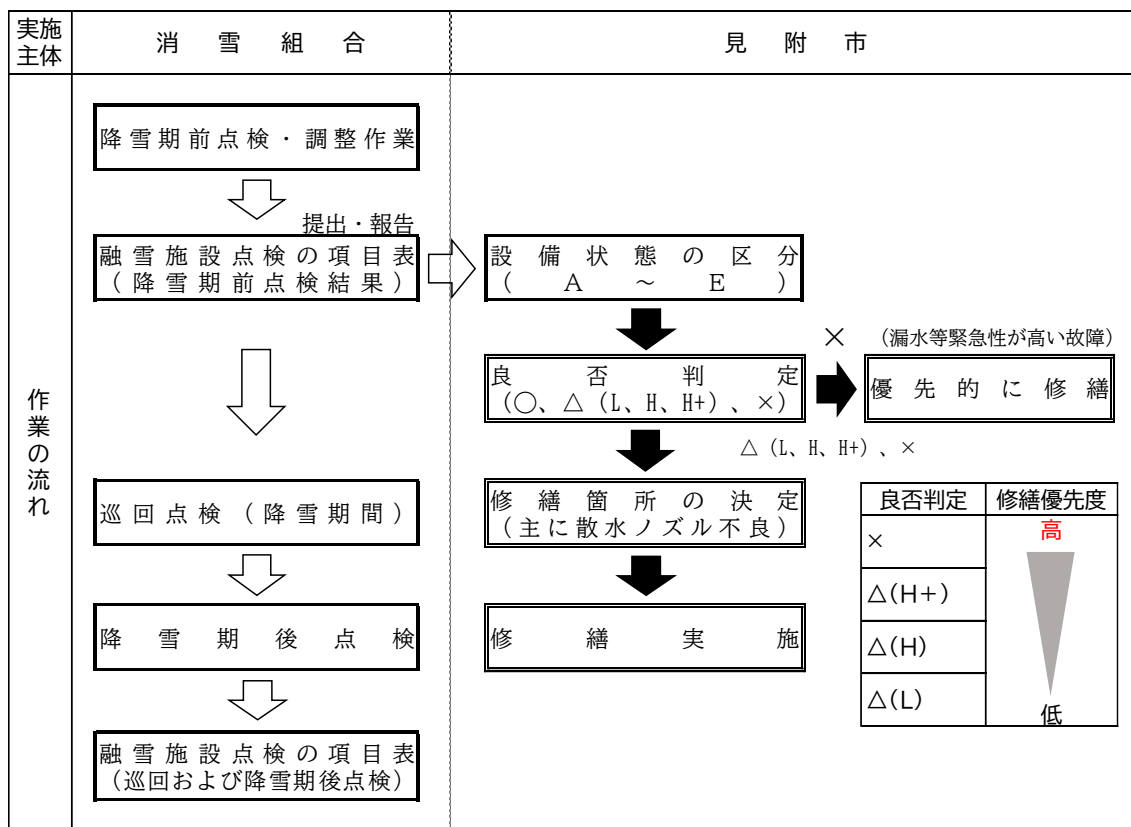 実施
主体
消雪組合
見附市
作業の流れ
降雪期前点検・調整作業
提出・報告
融雪施設点検の項目表
(降雪期前点検結果)
設備状態の区分
(A~E)
良否判定
(○、△(L、H、H+)、×)
× (漏水等緊急性が高い故障)
優先的に修繕
△(L、H、H+)、×
巡回点検(降雪期間)
修繕箇所の決定
(主に散水ノズル不良)
降雪期後点検
修繕実施
融雪施設点検の項目表
(巡回および降雪期後点検)
良否判定 修繕優先度
× 高
△(H+)
△(H)
△(L) 低